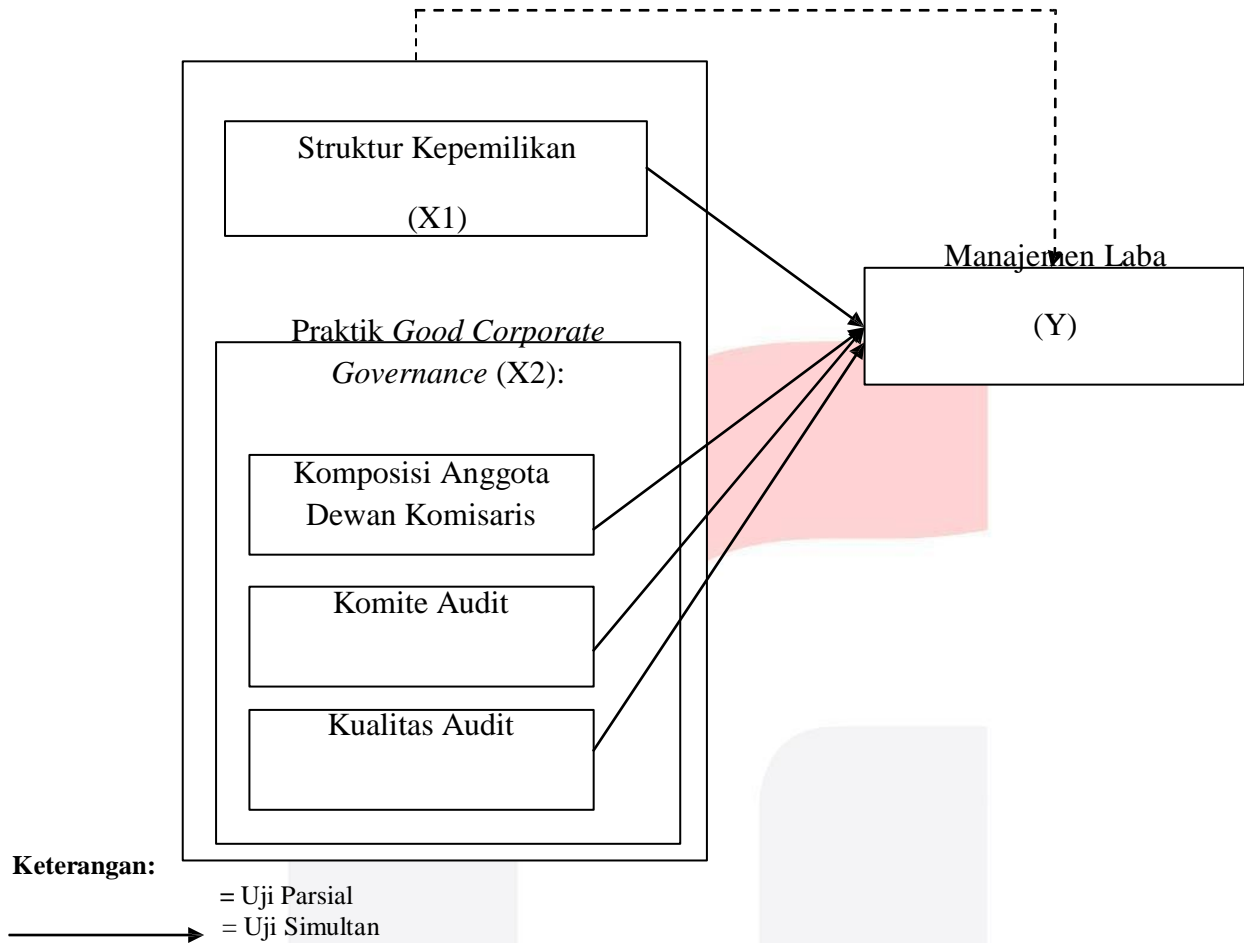 Struktur Kepemilikan
(X1)
Manajemen Laba
(Y)
Praktik Good Corporate
Governance (X2):
Komposisi Anggota
Dewan Komisaris
Komite Audit
Kualitas Audit
Keterangan:
= Uji Parsial
= Uji Simultan